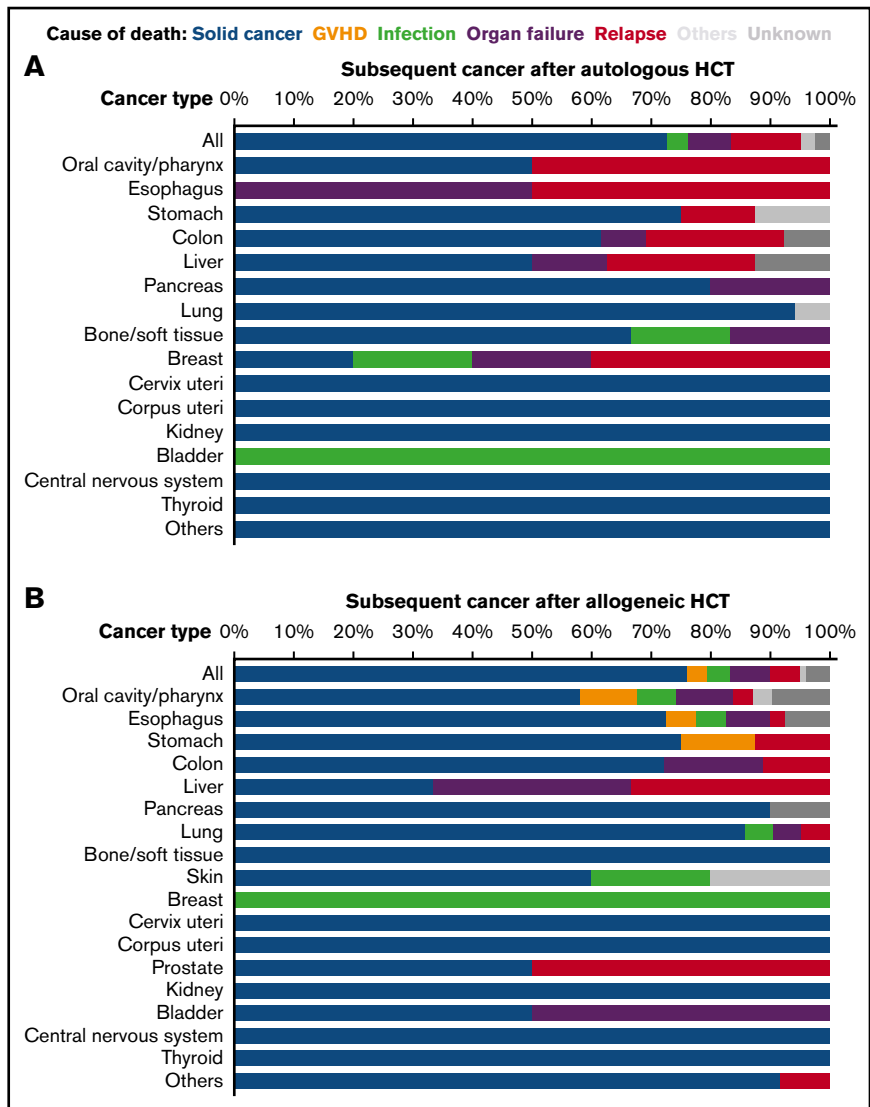 Cause of death: Solid cancer GVHD Infection Organ failure Relapse Others Unknown
A
Subsequent cancer after autologous HCT
Cancer type 0% 10% 20% 30% 40% 50% 60% 70% 80% 90% 100%
All
Oral cavity/pharynx
Esophagus
Stomach
Colon
Liver
Pancreas
Lung
Bone/soft tissue
Breast
Cervix uteri
Corpus uteri
Kidney
Bladder
Central nervous system
Thyroid
Others
B
Subsequent cancer after allogeneic HCT
Cancer type 0% 10% 20% 30% 40% 50% 60% 70% 80% 90% 100%
All
Oral cavity/pharynx
Esophagus
Stomach
Colon
Liver
Pancreas
Lung
Bone/soft tissue
Skin
Breast
Cervix uteri
Corpus uteri
Prostate
Kidney
Bladder
Central nervous system
Thyroid
Others